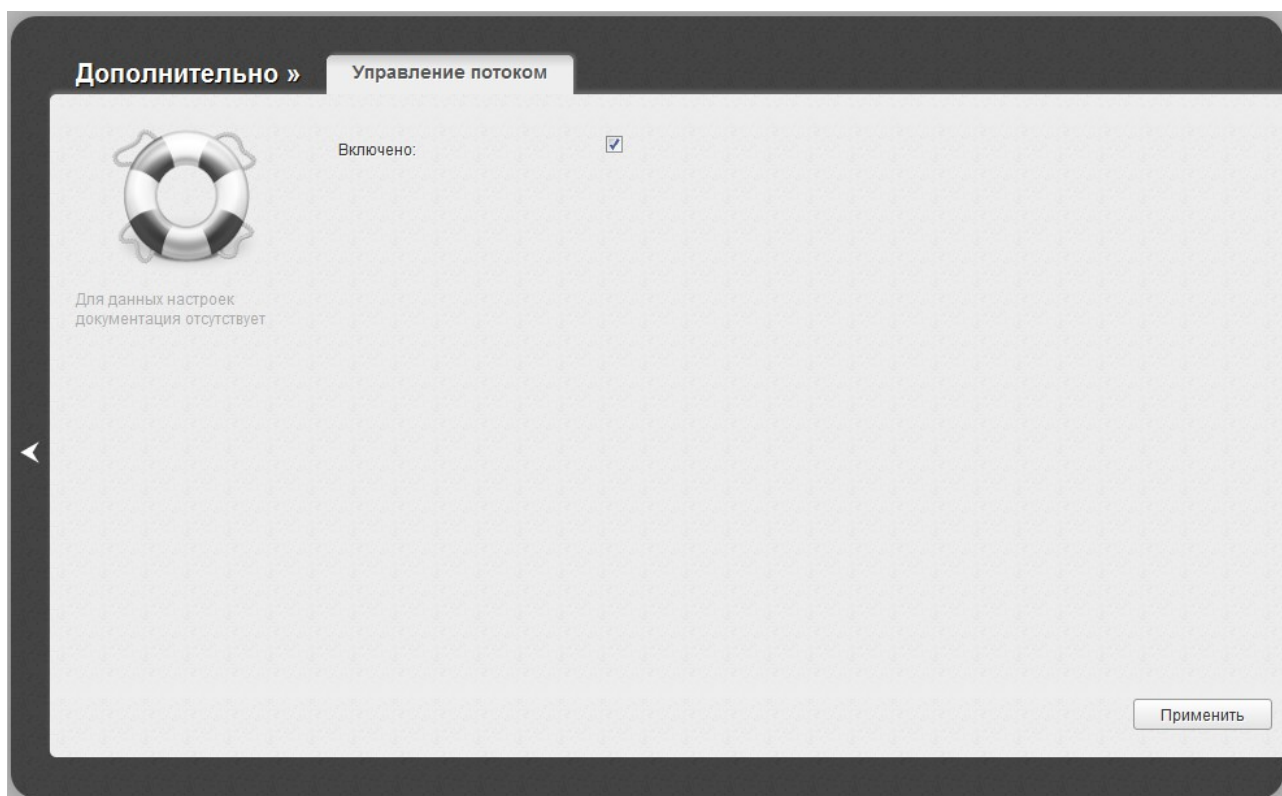 Дополнительно »
Управление потоком
Включено:
Для данных настроек
документация отсутствует
Применить